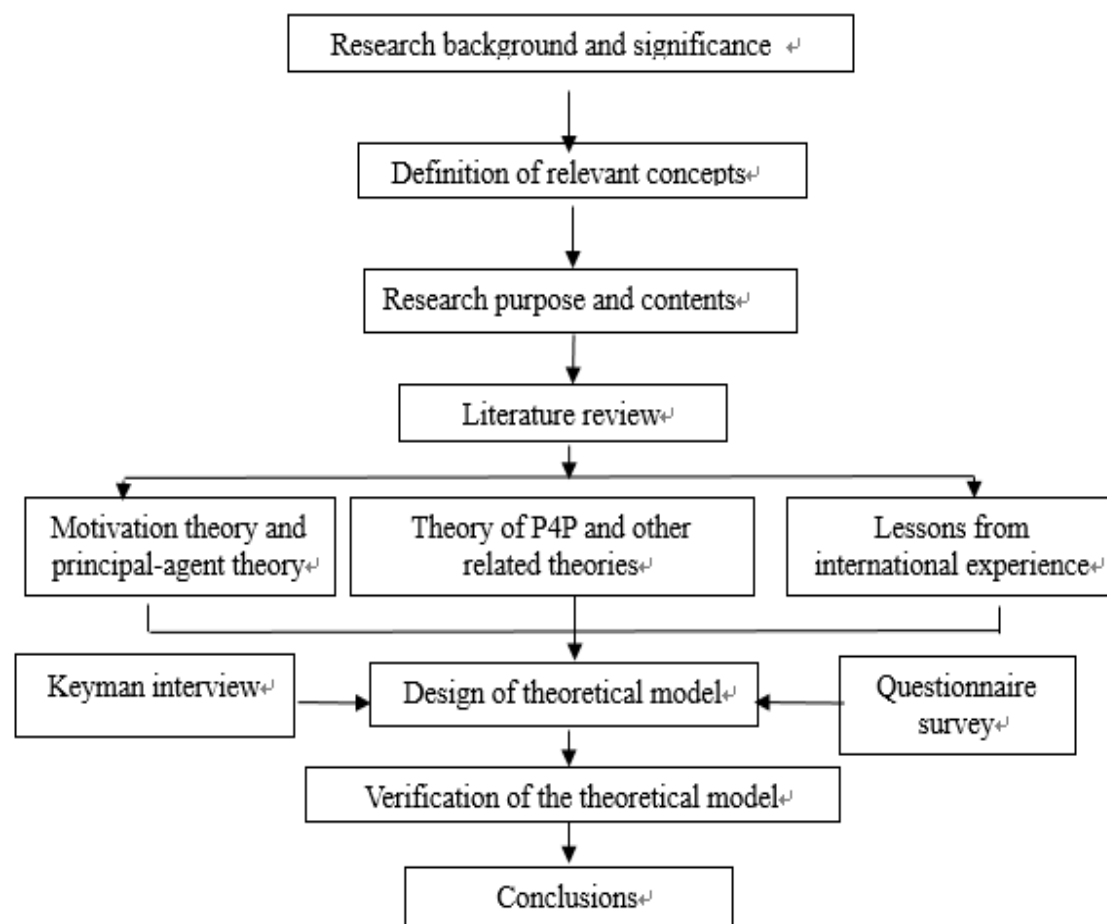 Research background and significance ↵
Definition of relevant concepts↵
Research purpose and contents↵
Literature review↵
Motivation theory and
principal-agent theory↵
Theory of P4P and other
related theories↵
Lessons from
international experience↵
Keyman interview↵
Design of theoretical model↵
Questionnaire
survey↵
Verification of the theoretical model↵
Conclusions↵